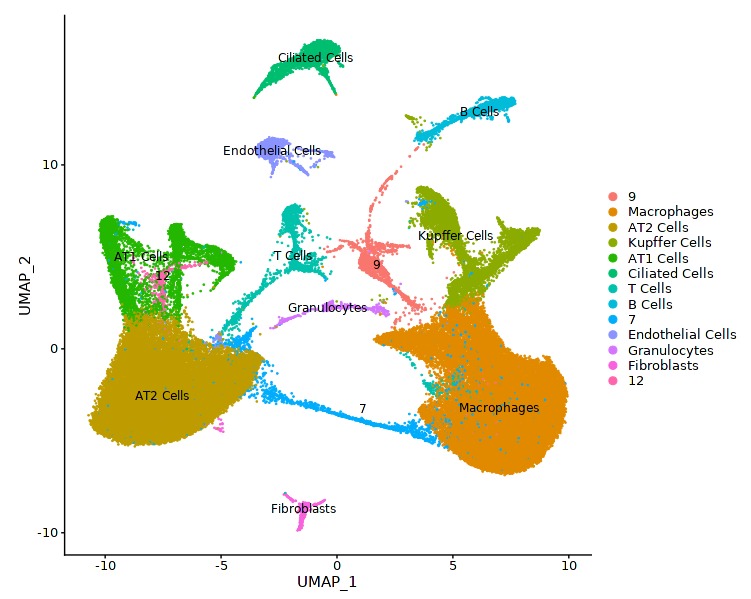 Ciliated Cells
B Cells
Endothelial Cells
Kupffer Cells
AT1 Cells
T Cells
9
12
Granulocytes
AT2 Cells
7
Macrophages
Fibroblasts
10
0
-10
UMAP_2
-10
-5
0
5
10
UMAP_1
9
Macrophages
AT2 Cells
Kupffer Cells
AT1 Cells
Ciliated Cells
T Cells
B Cells
7
Endothelial Cells
Granulocytes
Fibroblasts
12